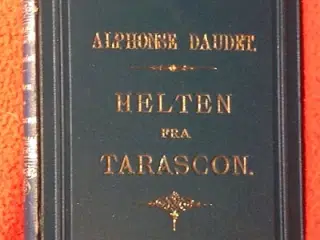 ALPHONSE DAUDET.
HELTEN
FRA
TARASCON.